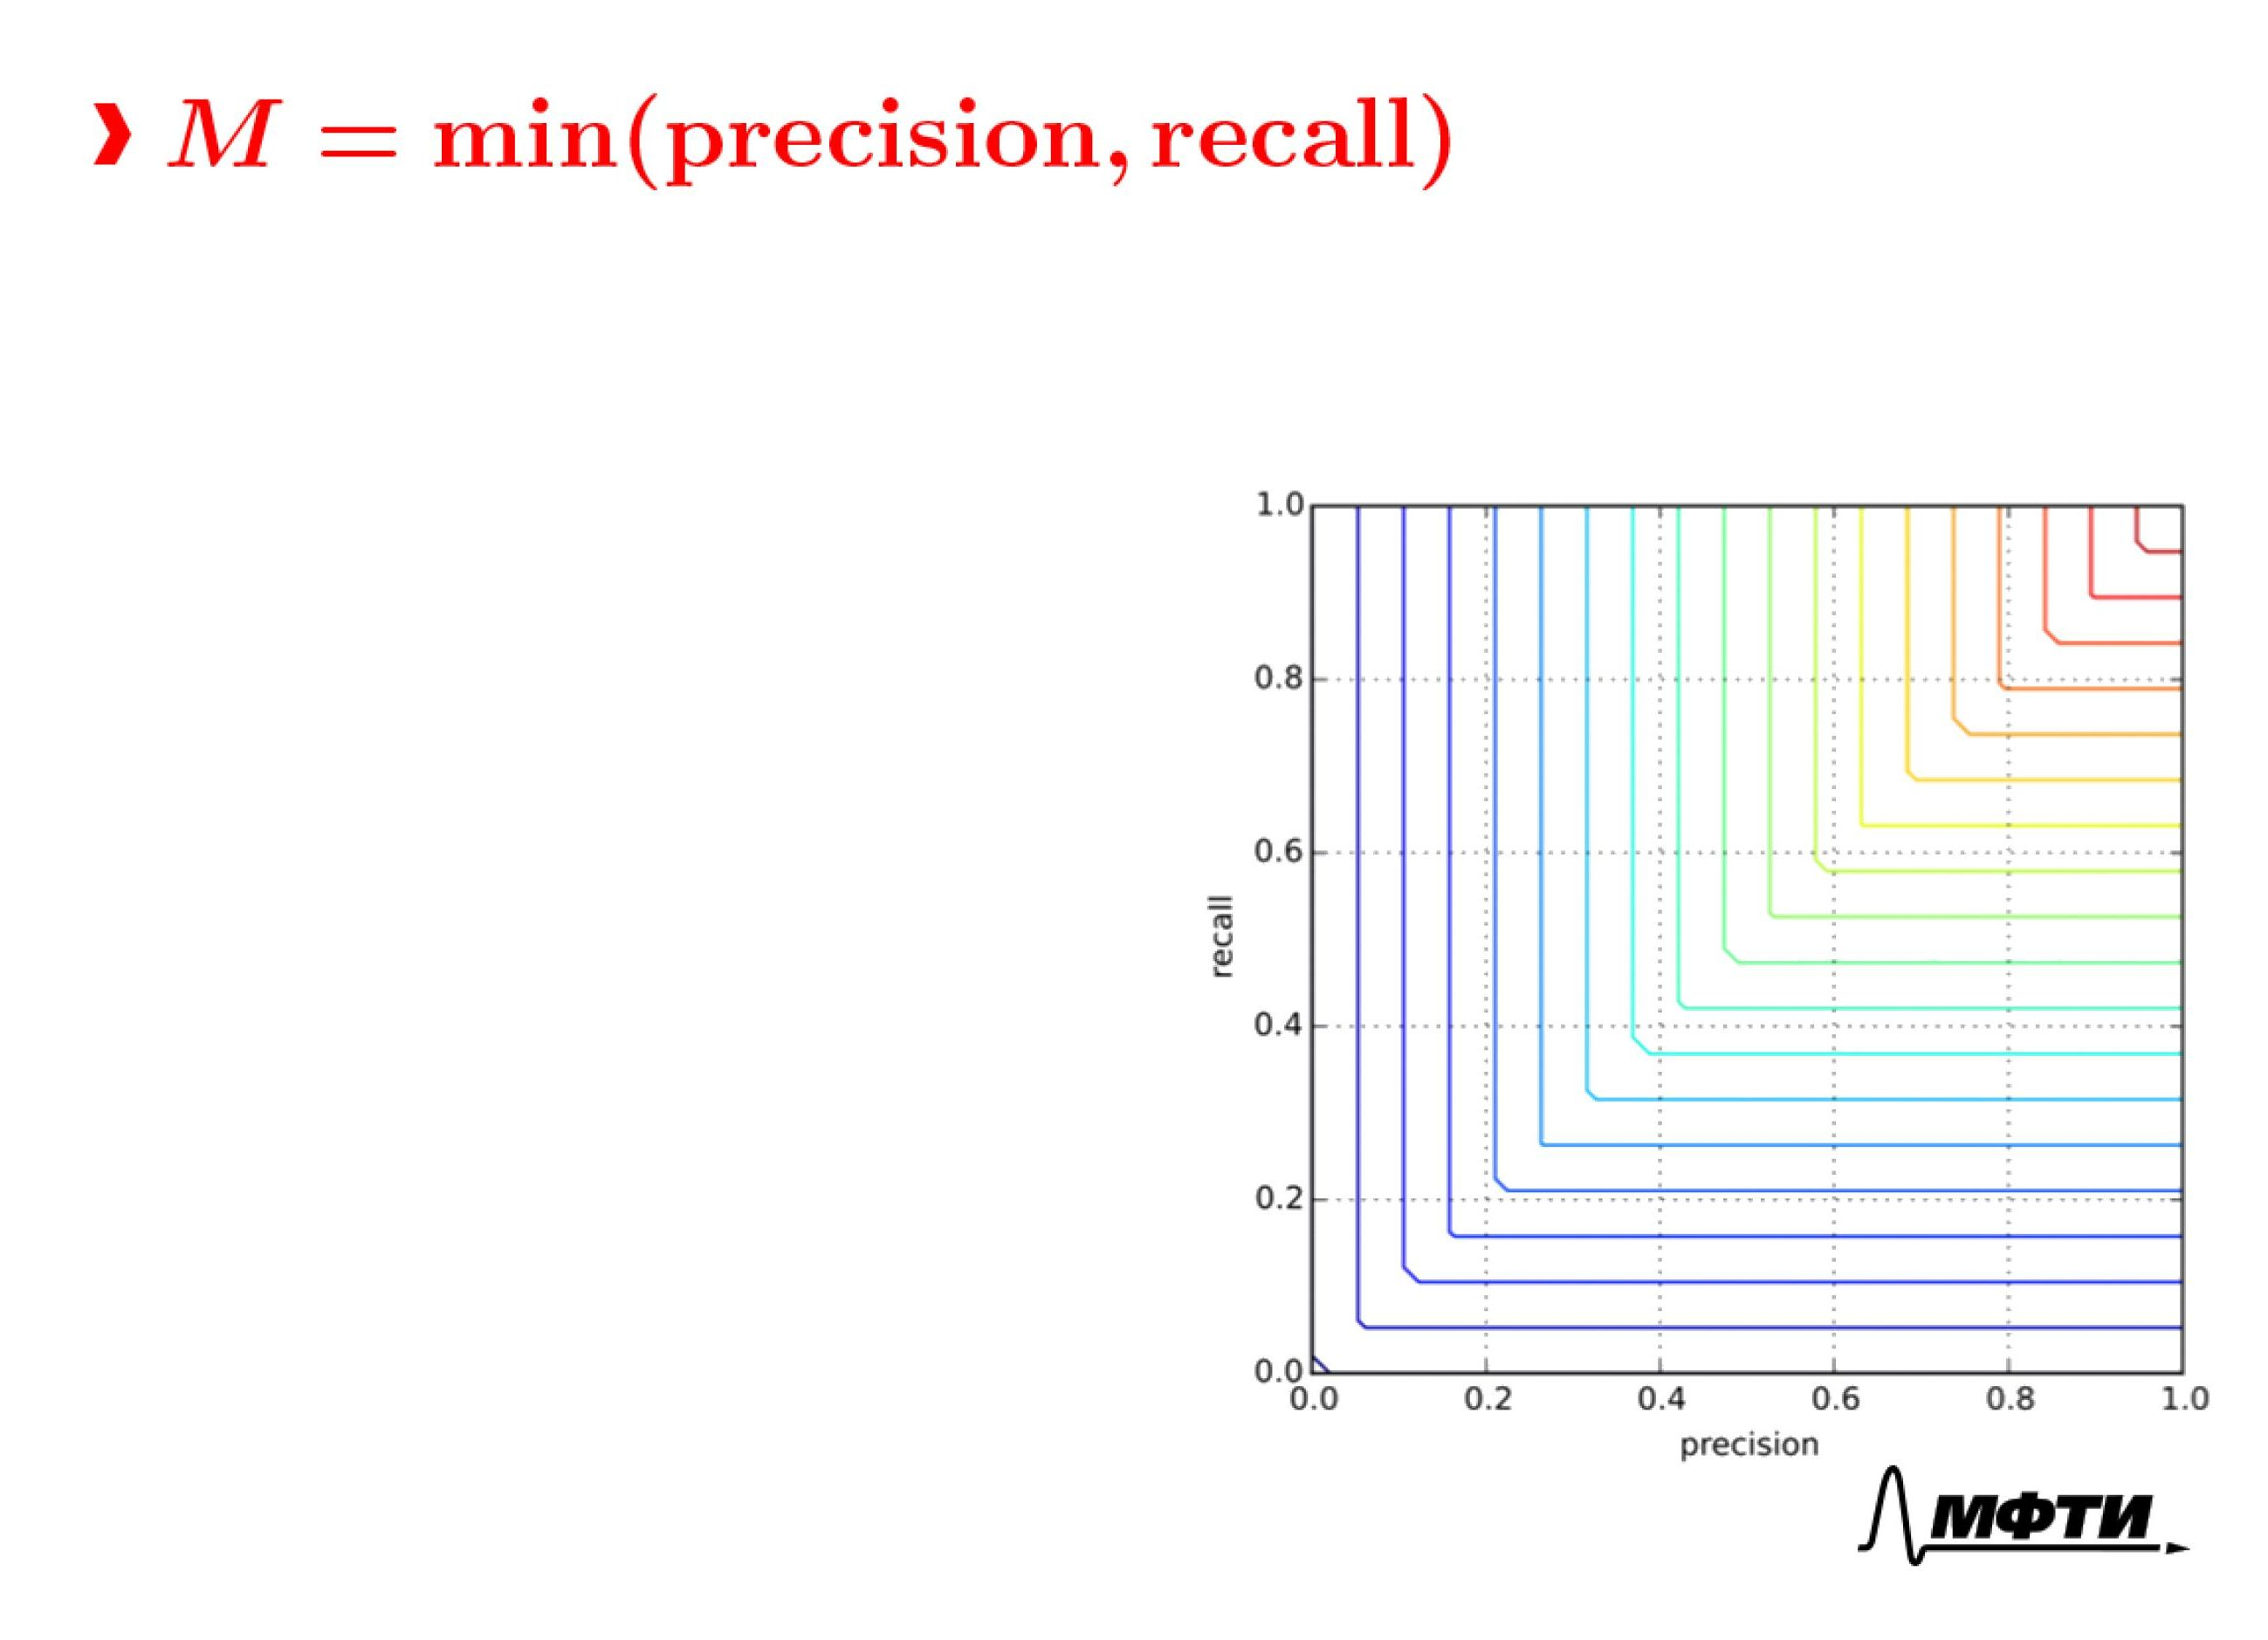 ❯ M = min(precision, recall)
1.0
0.8
0.6
0.4
0.2
0.0
recall
0.0 0.2 0.4 0.6 0.8 1.0
precision
МФТИ